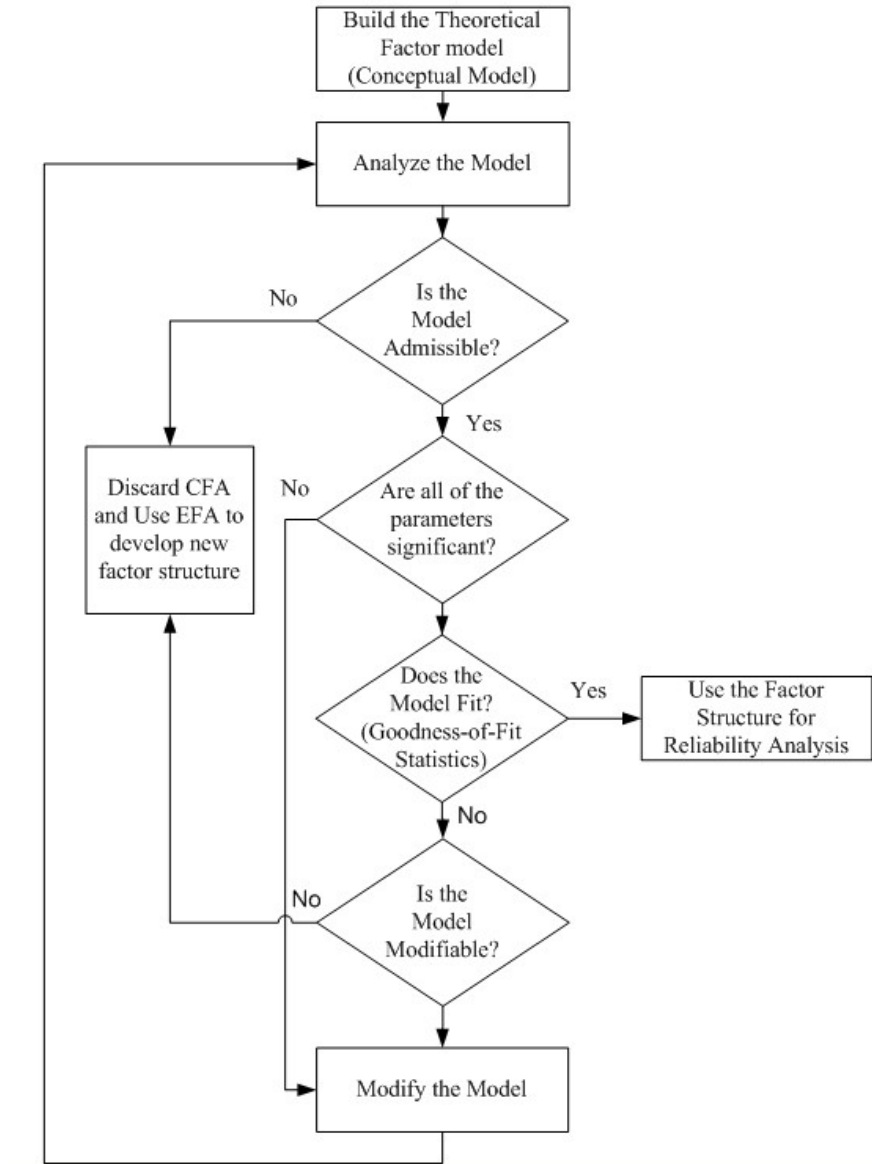 Build the Theoretical
Factor model
(Conceptual Model)
Analyze the Model
No
Is the
Model
Admissible?
Yes
Discard CFA
and Use EFA to
develop new
factor structure
No
Are all of the
parameters
significant?
Does the
Model Fit?
(Goodness-of-Fit
Statistics)
Yes
Use the Factor
Structure for
Reliability Analysis
No
No
Is the
Model
Modifiable?
Modify the Model